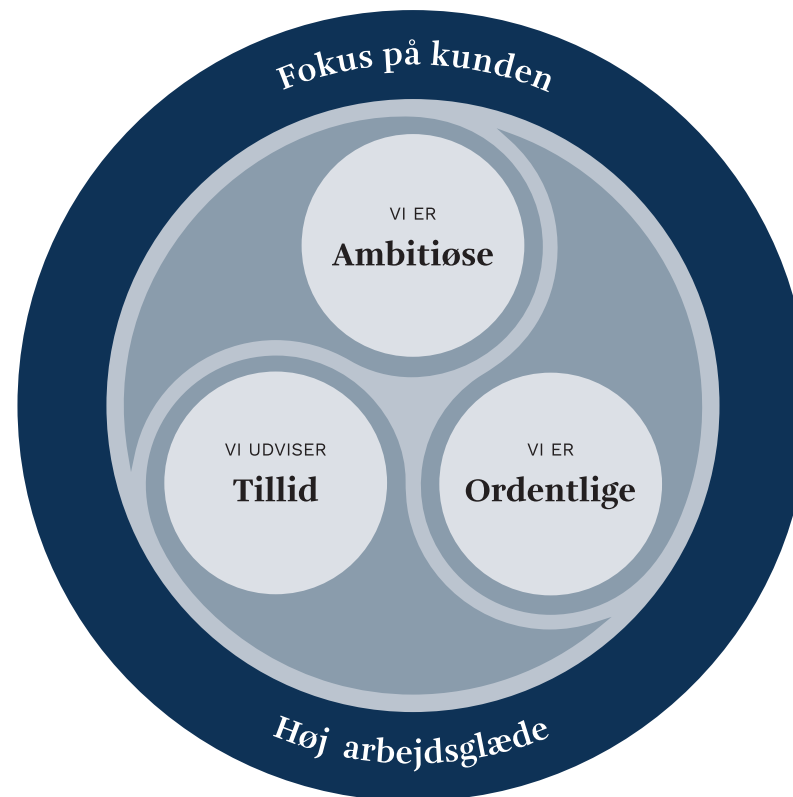 Fokus på kunden
VI ER
Ambitiøse
VI UDVISER
Tillid
VI ER
Ordentlige
Høj arbejdsglæde